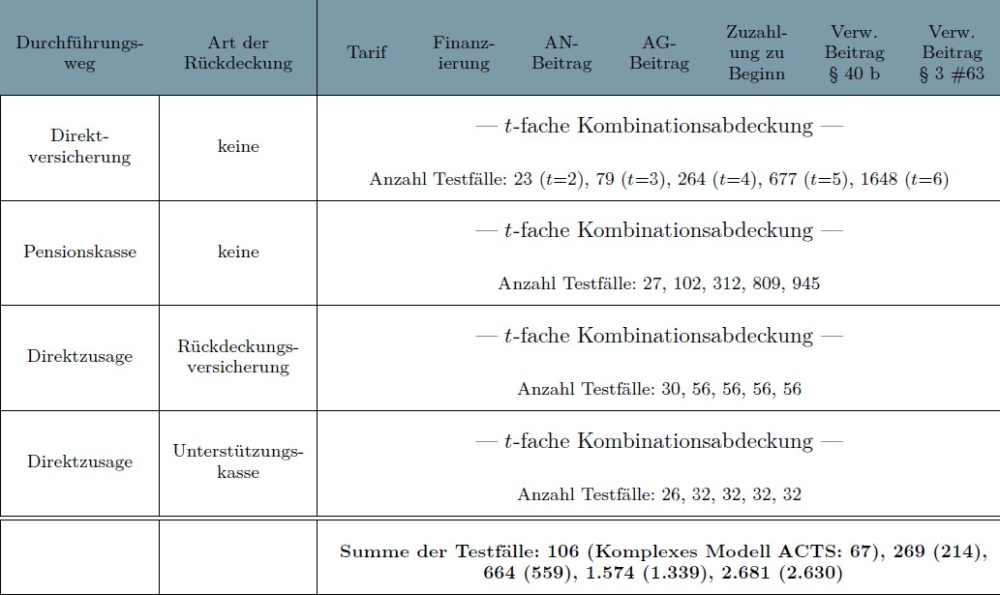 Durchführungs-
weg
Art der
Rückdeckung
Tarif
Finanz-
ierung
AN-
Beitrag
AG-
Beitrag
Zuzahl-
ung zu
Beginn
Verw.
Beitrag
§ 40 b
Verw.
Beitrag
§ 3 #63
Direkt-
versicherung
keine
— t-fache Kombinationsabdeckung —
Anzahl Testfälle: 23 (t=2), 79 (t=3), 264 (t=4), 677 (t=5), 1648 (t=6)
Pensionskasse
keine
— t-fache Kombinationsabdeckung —
Anzahl Testfälle: 27, 102, 312, 809, 945
Direktzusage
Rückdeckungs-
versicherung
— t-fache Kombinationsabdeckung —
Anzahl Testfälle: 30, 56, 56, 56, 56
Direktzusage
Unterstützungs-
kasse
— t-fache Kombinationsabdeckung —
Anzahl Testfälle: 26, 32, 32, 32, 32
Summe der Testfälle: 106 (Komplexes Modell ACTS: 67), 269 (214),
664 (559), 1.574 (1.339), 2.681 (2.630)